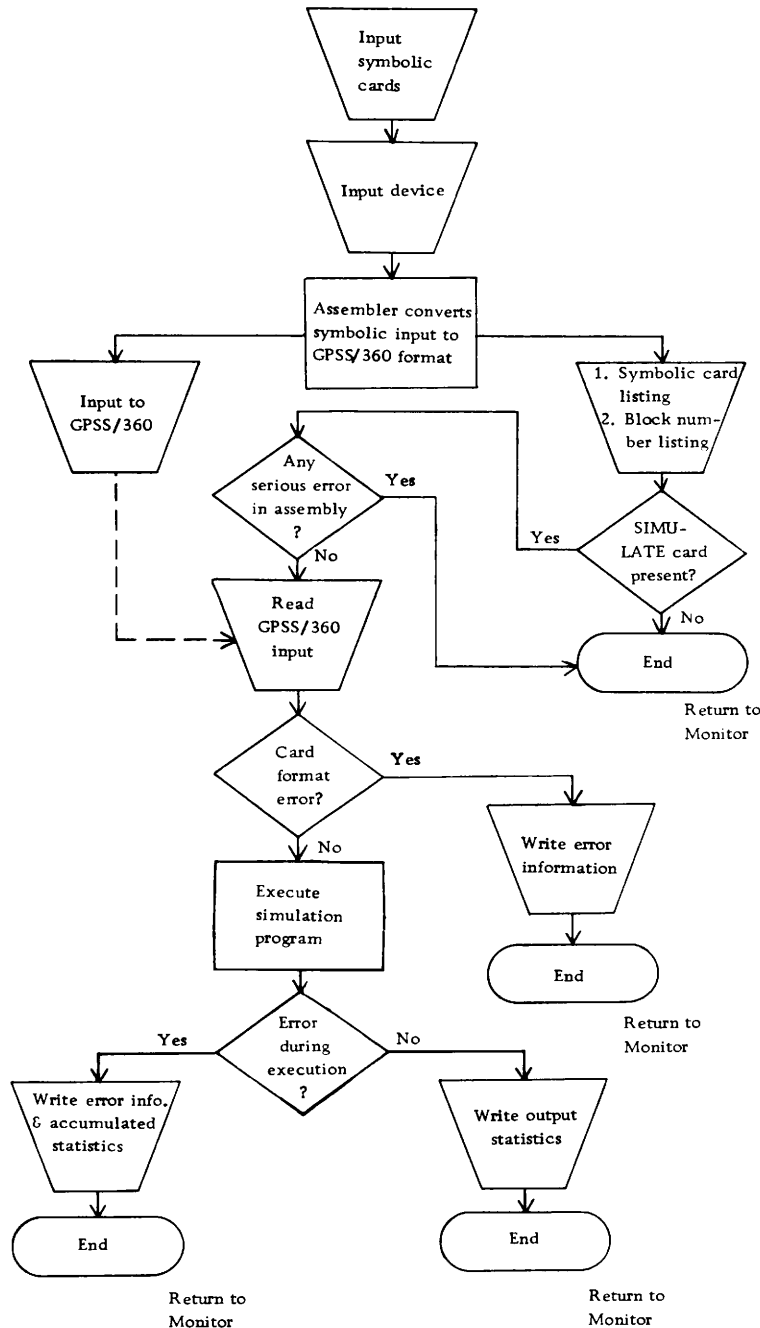 Input
symbolic
cards
Input device
Assembler converts
symbolic input to
GPSS/360 format
Input to
GPSS/360
1. Symbolic card
listing
2. Block num-
ber listing
Any
serious error
in assembly
?
Yes
No
Yes
SIMU-
LATE card
present?
No
Read
GPSS/360
input
End
Return to
Monitor
Card
format
error?
Yes
No
Write error
information
Execute
simulation
program
End
Return to
Monitor
Error
during
execution
?
Yes
No
Write error info.
& accumulated
statistics
Write output
statistics
End
End
Return to
Monitor
Return to
Monitor